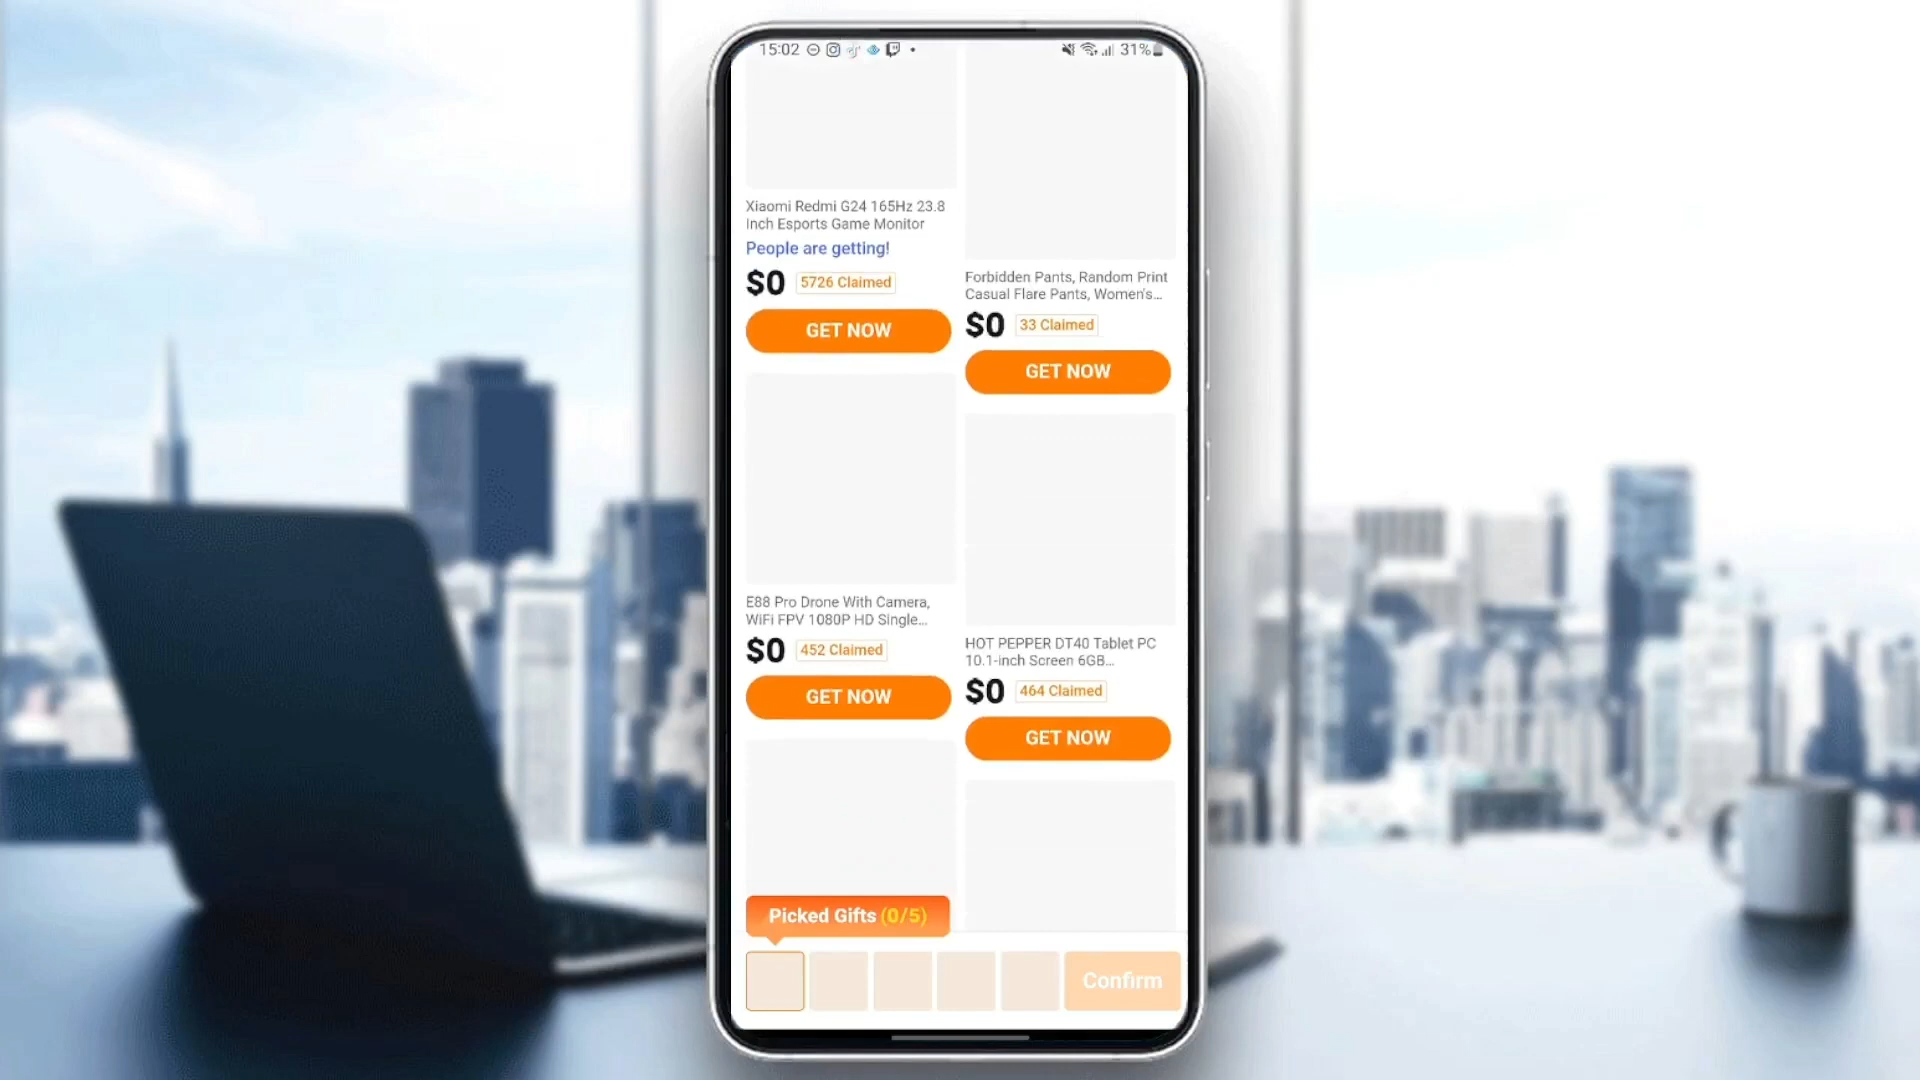 15:02
31%
Xiaomi Redmi G24 165Hz 23.8
Inch Esports Game Monitor
People are getting!
$0 5726 Claimed
GET NOW
Forbidden Pants, Random Print
Casual Flare Pants, Women's...
$0 33 Claimed
GET NOW
E88 Pro Drone With Camera,
WiFi FPV 1080P HD Single...
$0 452 Claimed
GET NOW
HOT PEPPER DT40 Tablet PC
10.1-inch Screen 6GB...
$0 464 Claimed
GET NOW
Picked Gifts (0/5)
Confirm